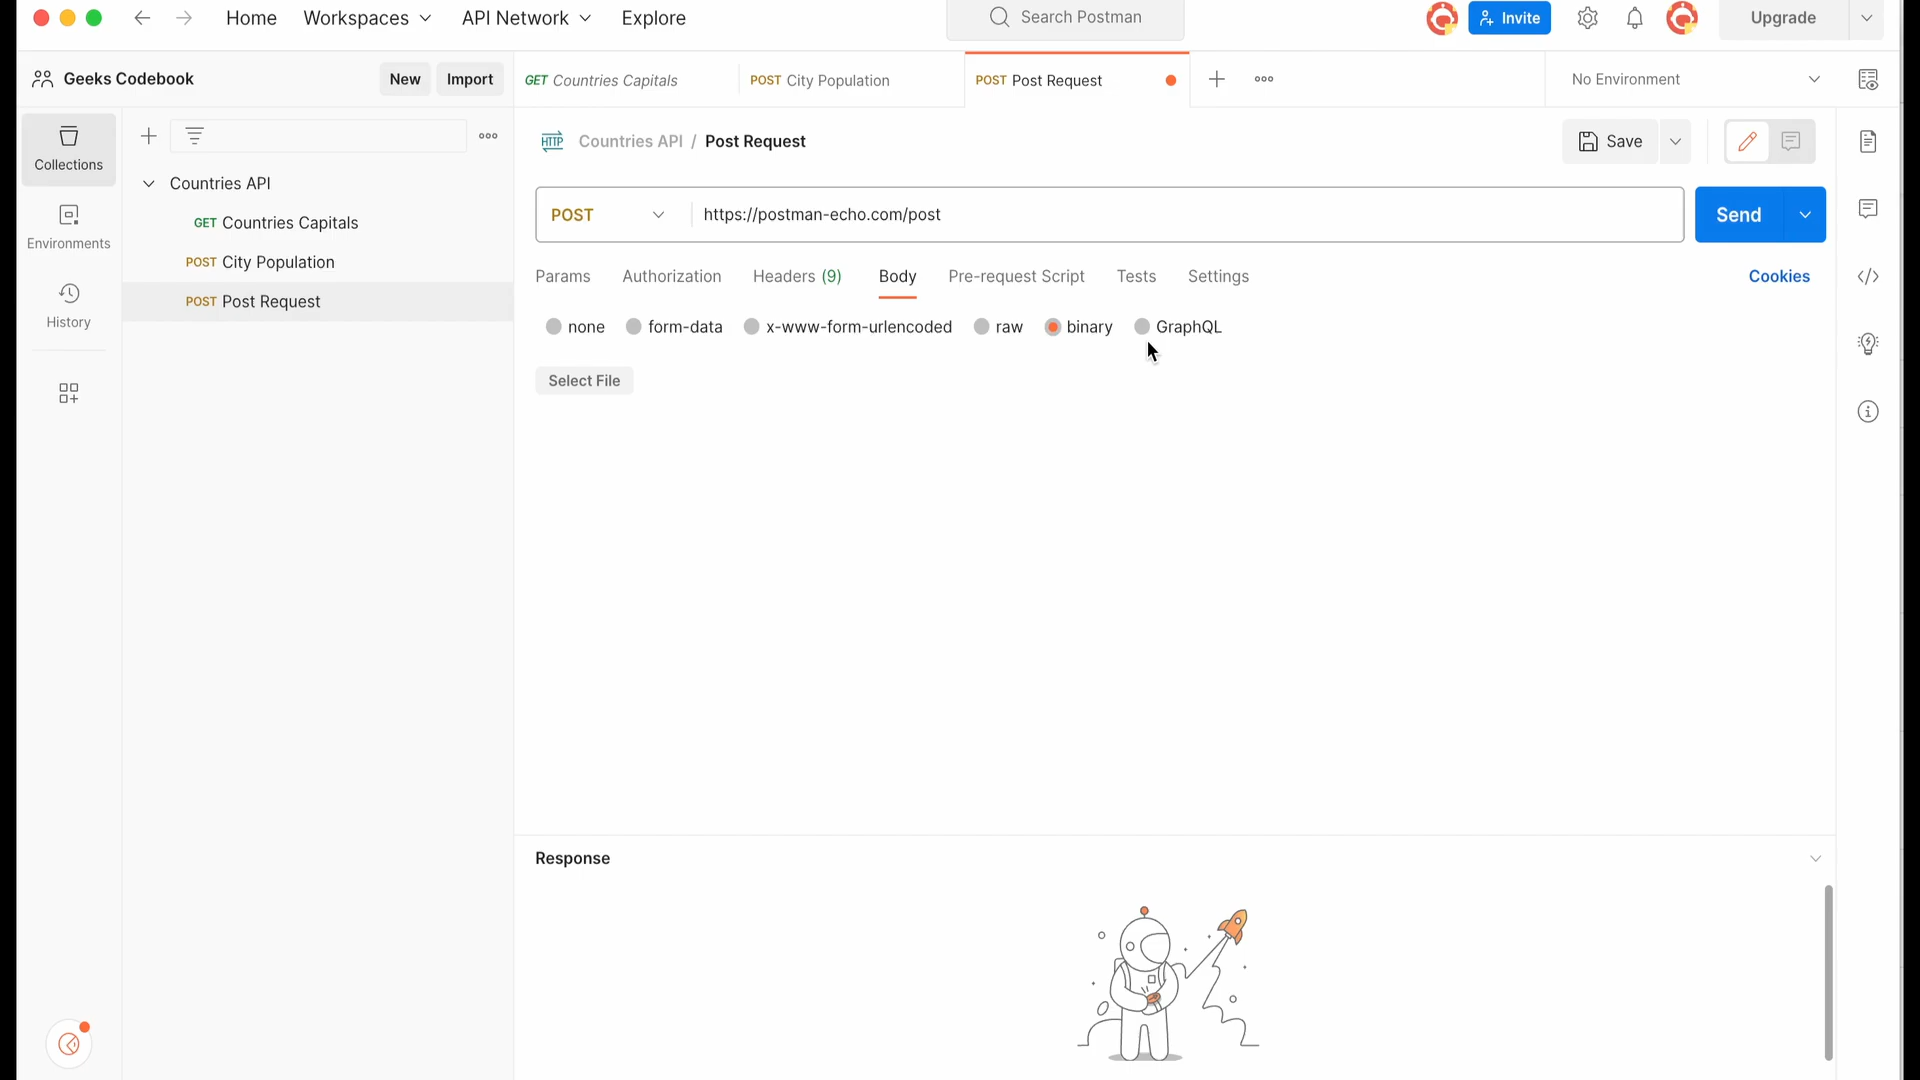 Home Workspaces API Network Explore Search Postman Invite Upgrade
Geeks Codebook New Import GET Countries Capitals POST City Population POST Post Request No Environment
Collections
Environments
History
Countries API
GET Countries Capitals
POST City Population
POST Post Request
HTTP Countries API / Post Request Save
POST https://postman-echo.com/post Send
Params Authorization Headers (9) Body Pre-request Script Tests Settings Cookies
none form-data x-www-form-urlencoded raw binary GraphQL
Select File
Response